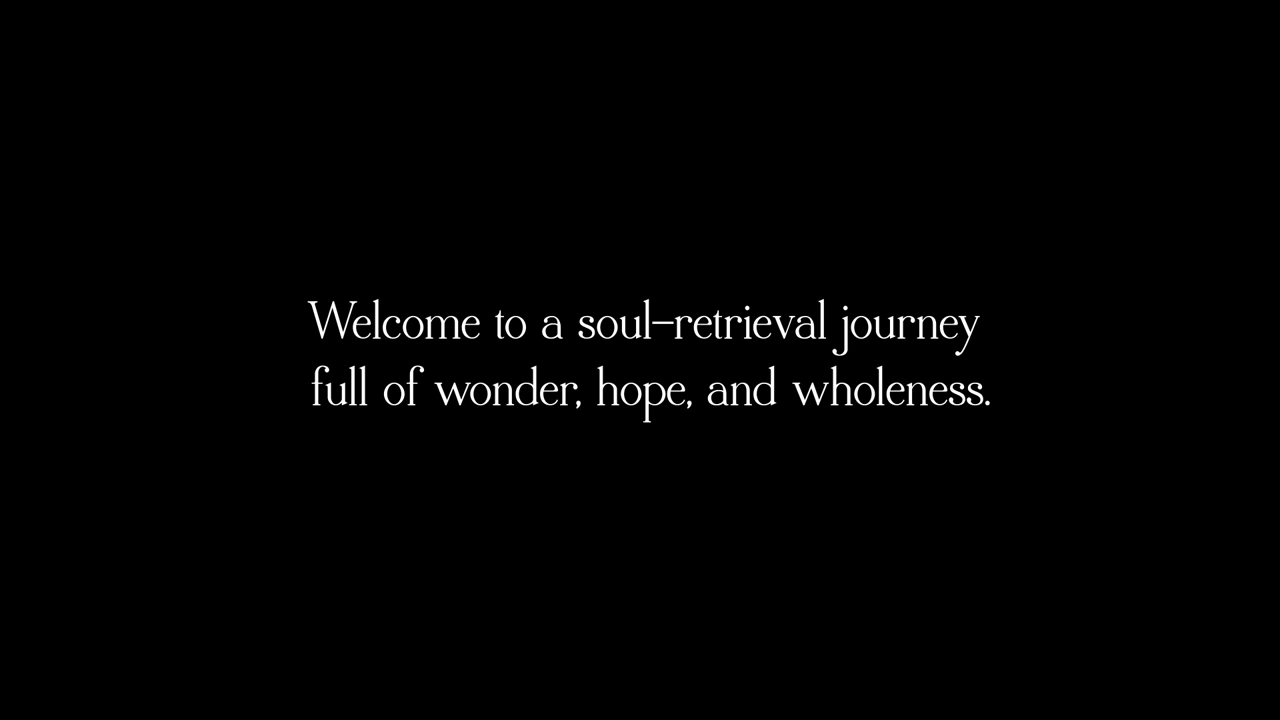 Welcome to a soul-retrieval journey
full of wonder, hope, and wholeness.